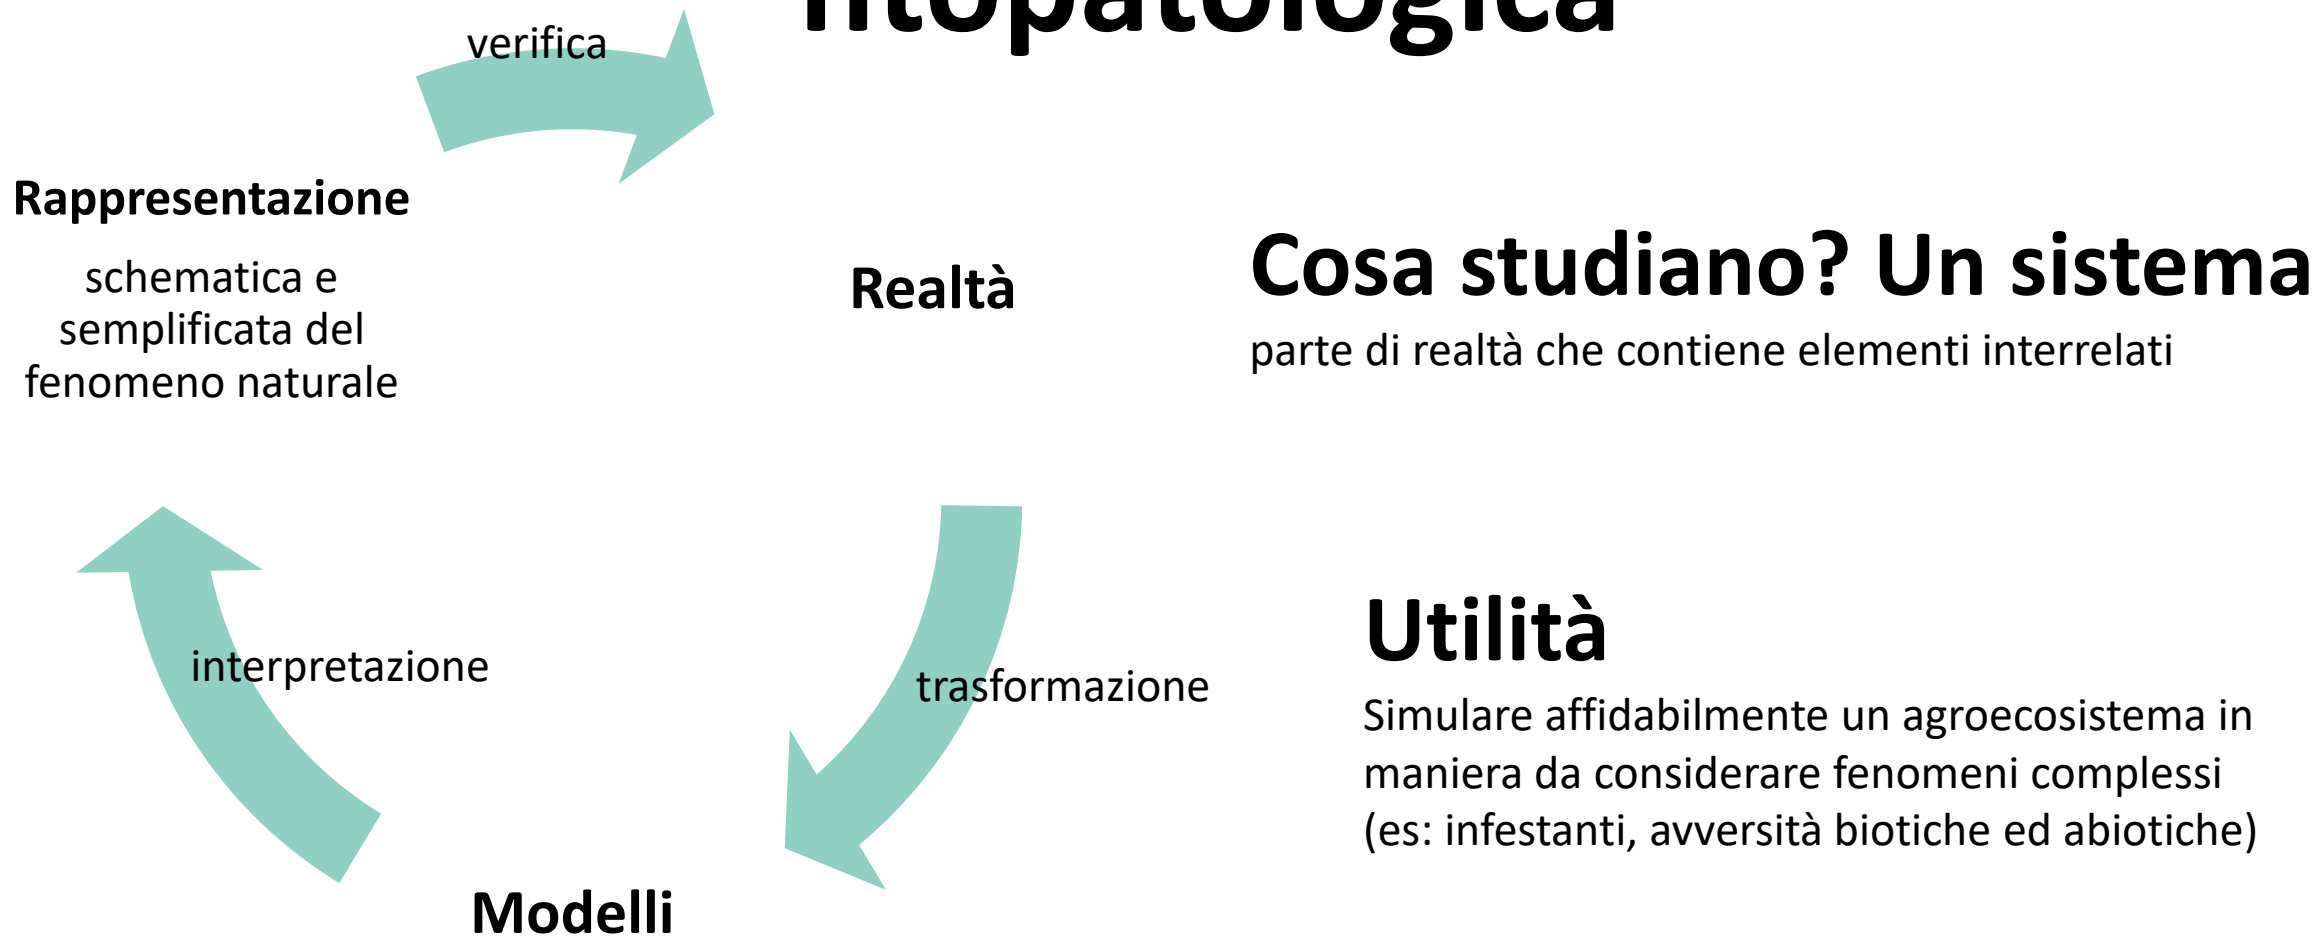 fitopatologica
verifica
Rappresentazione
schematica e
semplificata del
fenomeno naturale
Realtà
Cosa studiano? Un sistema
parte di realtà che contiene elementi interrelati
interpretazione
trasformazione
Utilità
Simulare affidabilmente un agroecosistema in
maniera da considerare fenomeni complessi
(es: infestanti, avversità biotiche ed abiotiche)
Modelli